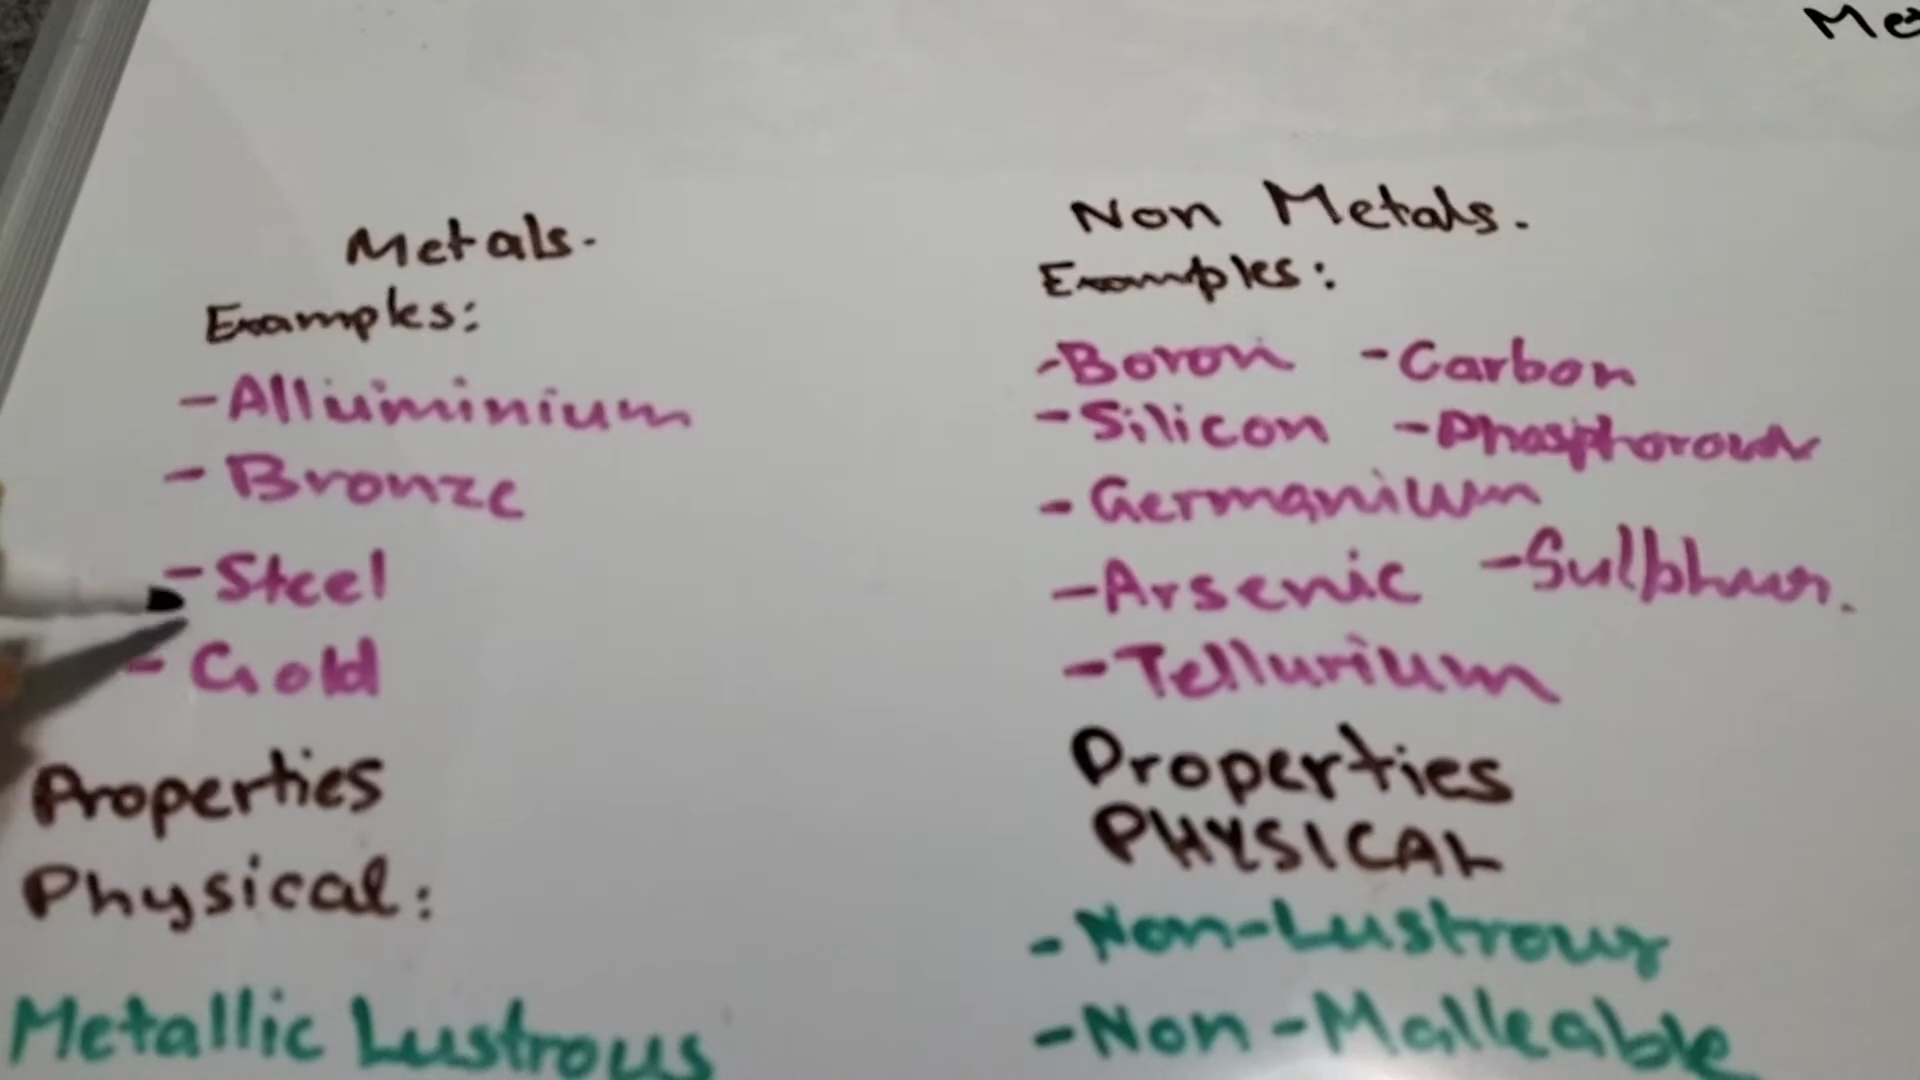 Metals.
Examples:
- Alluminium
- Bronze
- Steel
- Gold
Properties
Physical:
Metallic Lustrous
Non Metals.
Examples:
- Boron - Carbon
- Silicon - Phosphorous
- Germanium
- Arsenic - Sulphur.
- Tellurium
Properties
PHYSICAL
- Non-Lustrous
- Non-Malleable